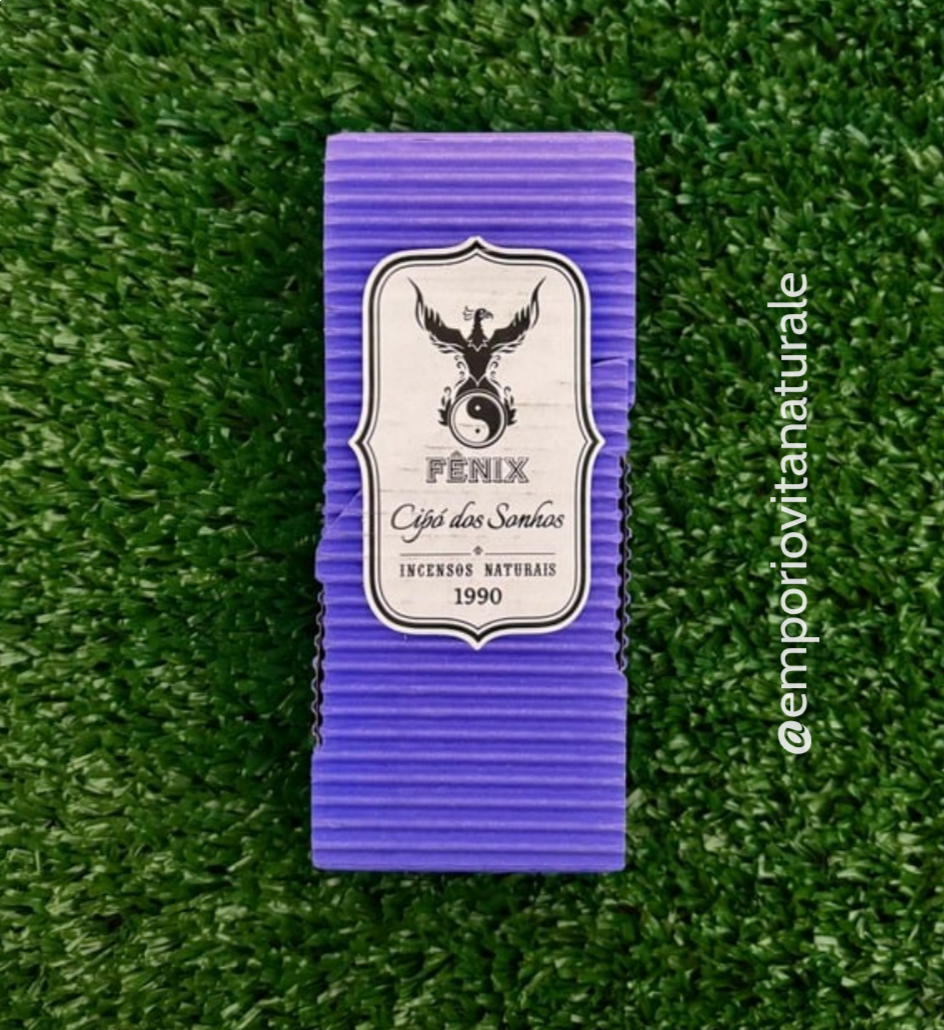 FÊNIX
Cipó dos Sonhos
INCENSOS NATURAIS
1990
@emporiovitanaturale